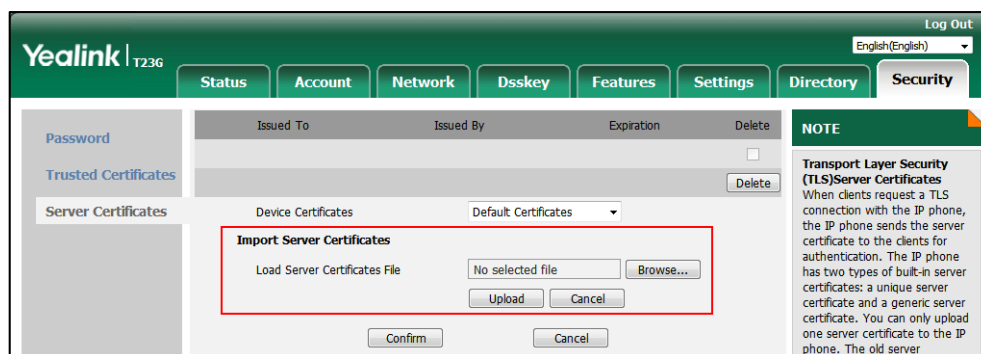 Log Out
Yealink T23G
English(English)
Status Account Network Dsskey Features Settings Directory Security
Password
Trusted Certificates
Server Certificates
Issued To Issued By Expiration Delete
Delete
Device Certificates Default Certificates
Import Server Certificates
Load Server Certificates File No selected file Browse...
Upload Cancel
Confirm Cancel
NOTE
Transport Layer Security
(TLS)Server Certificates
When clients request a TLS
connection with the IP phone,
the IP phone sends the server
certificate to the clients for
authentication. The IP phone
has two types of built-in server
certificates: a unique server
certificate and a generic server
certificate. You can only upload
one server certificate to the IP
phone. The old server